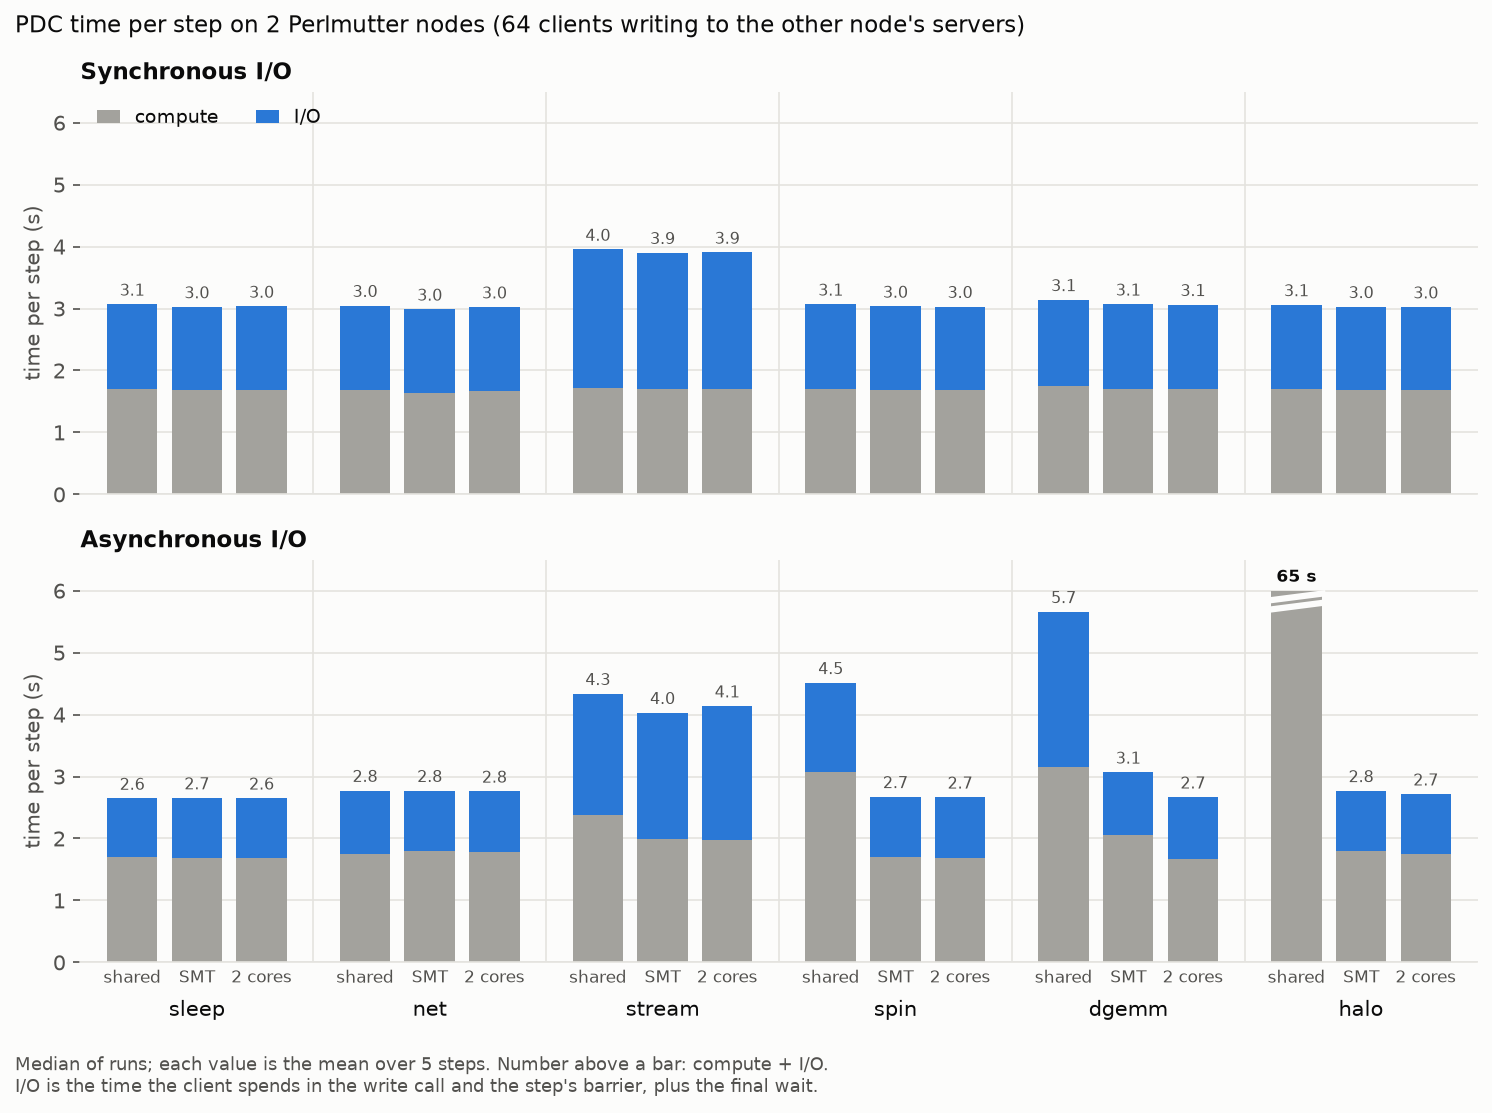 PDC time per step on 2 Perlmutter nodes (64 clients writing to the other node's servers)
Synchronous I/O
compute I/O
time per step (s)
6
5
4
3
2
1
0
3.1 3.0 3.0 3.0 3.0 3.0 4.0 3.9 3.9 3.1 3.0 3.0 3.1 3.1 3.1 3.1 3.0 3.0
Asynchronous I/O
time per step (s)
6
5
4
3
2
1
0
2.6 2.7 2.6 2.8 2.8 2.8 4.3 4.0 4.1 4.5 2.7 2.7 5.7 3.1 2.7 65 s 2.8 2.7
shared SMT 2 cores shared SMT 2 cores shared SMT 2 cores shared SMT 2 cores shared SMT 2 cores shared SMT 2 cores
sleep net stream spin dgemm halo
Median of runs; each value is the mean over 5 steps. Number above a bar: compute + I/O.
I/O is the time the client spends in the write call and the step's barrier, plus the final wait.